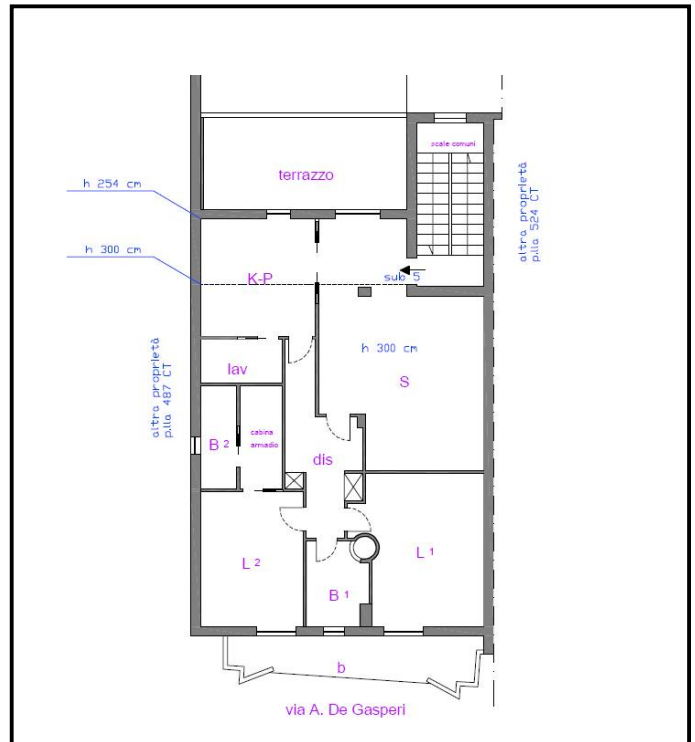 scale comuni
terrazzo
h 254 cm
altra proprietà
p.lla 524 CT
h 300 cm
K-P
sub 5
h 300 cm
altra proprietà
p.lla 487 CT
lav
S
B 2
cabina
armadio
dis
L 2
L 1
B 1
b
via A. De Gasperi